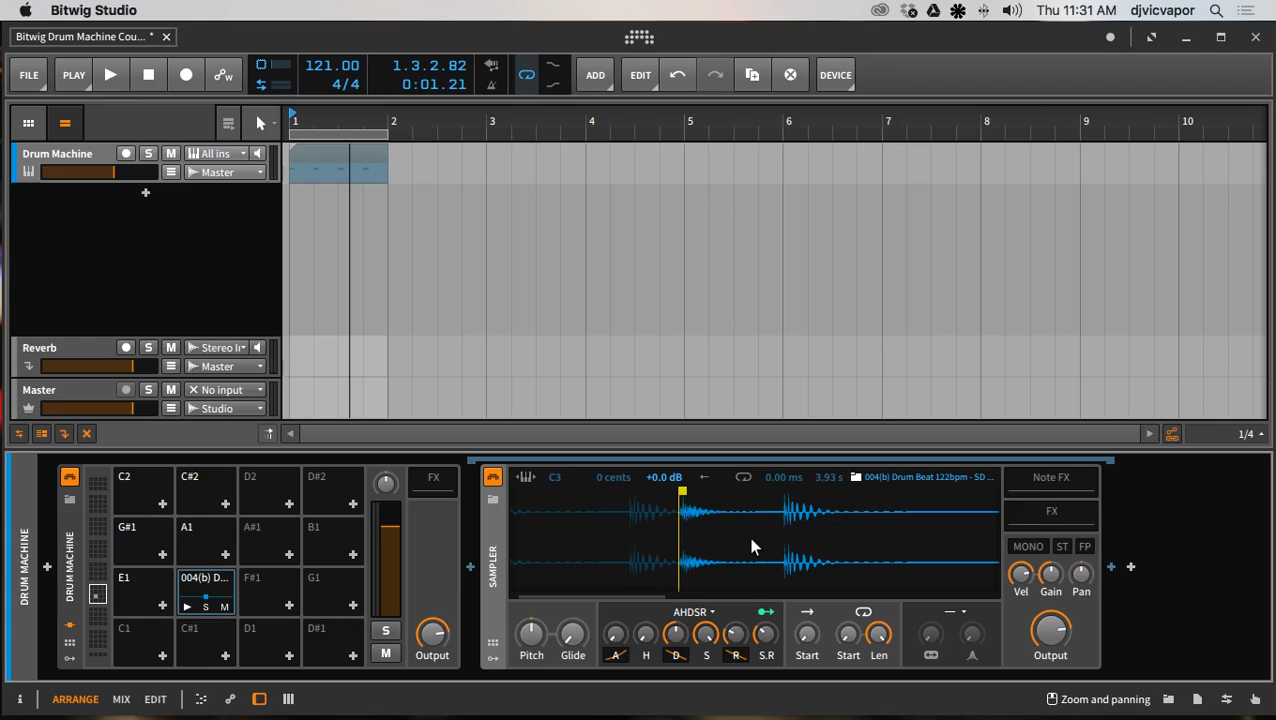 Bitwig Studio Thu 11:31 AM djvicvapor
Bitwig Drum Machine Cou... *
FILE PLAY 121.00 4/4 1.3.2.82 0:01.21 ADD EDIT DEVICE
1 2 3 4 5 6 7 8 9 10
Drum Machine S M All ins
Master
Reverb S M Stereo In
Master
Master S M No input
Studio
1/4
DRUM MACHINE
DRUM MACHINE
C2 C#2 D2 D#2
G#1 A1 A#1 B1
E1 004(b) D... F#1 G1
S M
C1 C#1 D1 D#1
S
M
FX
Output
SAMPLER
C3 0 cents +0.0 dB 0.00 ms 3.93 s 004(b) Drum Beat 122bpm - SD ...
AHDSR
Pitch Glide A H D S R S.R Start Start Len
Note FX
FX
MONO ST FP
Vel Gain Pan
Output
ARRANGE MIX EDIT Zoom and panning